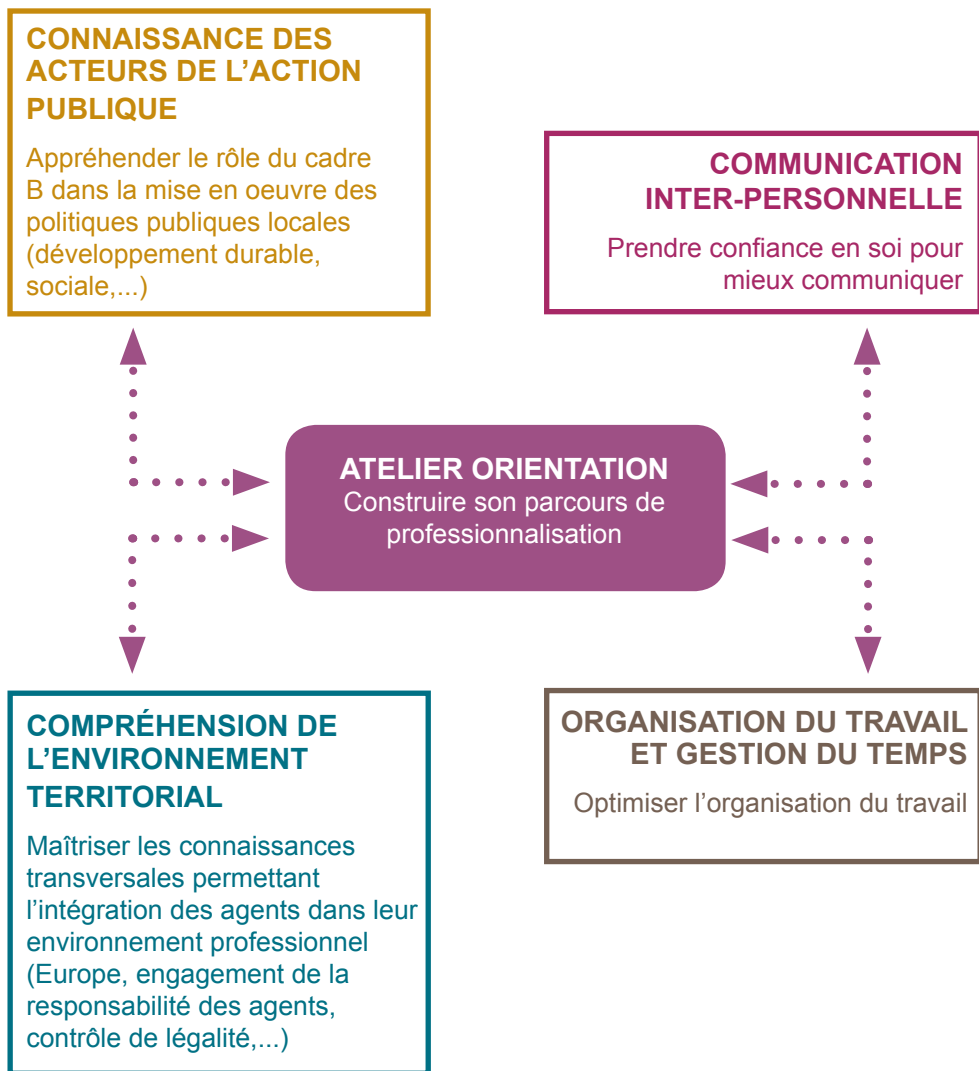 CONNAISSANCE DES
ACTEURS DE L’ACTION
PUBLIQUE
Appréhender le rôle du cadre
B dans la mise en oeuvre des
politiques publiques locales
(développement durable,
sociale,...)
COMMUNICATION
INTER-PERSONNELLE
Prendre confiance en soi pour
mieux communiquer
ATELIER ORIENTATION
Construire son parcours de
professionnalisation
COMPRÉHENSION DE
L’ENVIRONNEMENT
TERRITORIAL
Maîtriser les connaissances
transversales permettant
l’intégration des agents dans leur
environnement professionnel
(Europe, engagement de la
responsabilité des agents,
contrôle de légalité,...)
ORGANISATION DU TRAVAIL
ET GESTION DU TEMPS
Optimiser l’organisation du travail